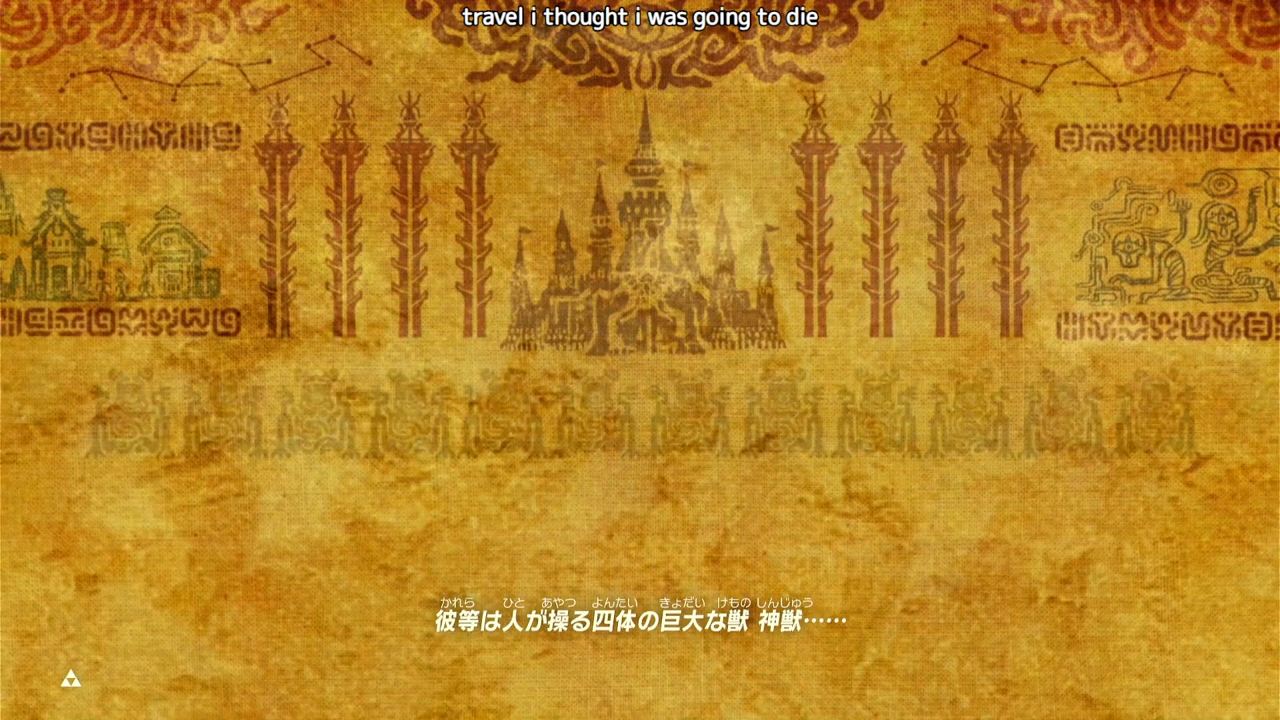 travel i thought i was going to die
かれら ひと あやつ よんたい きょだい けもの しんじゅう
彼等は人が操る四体の巨大な獣 神獣……